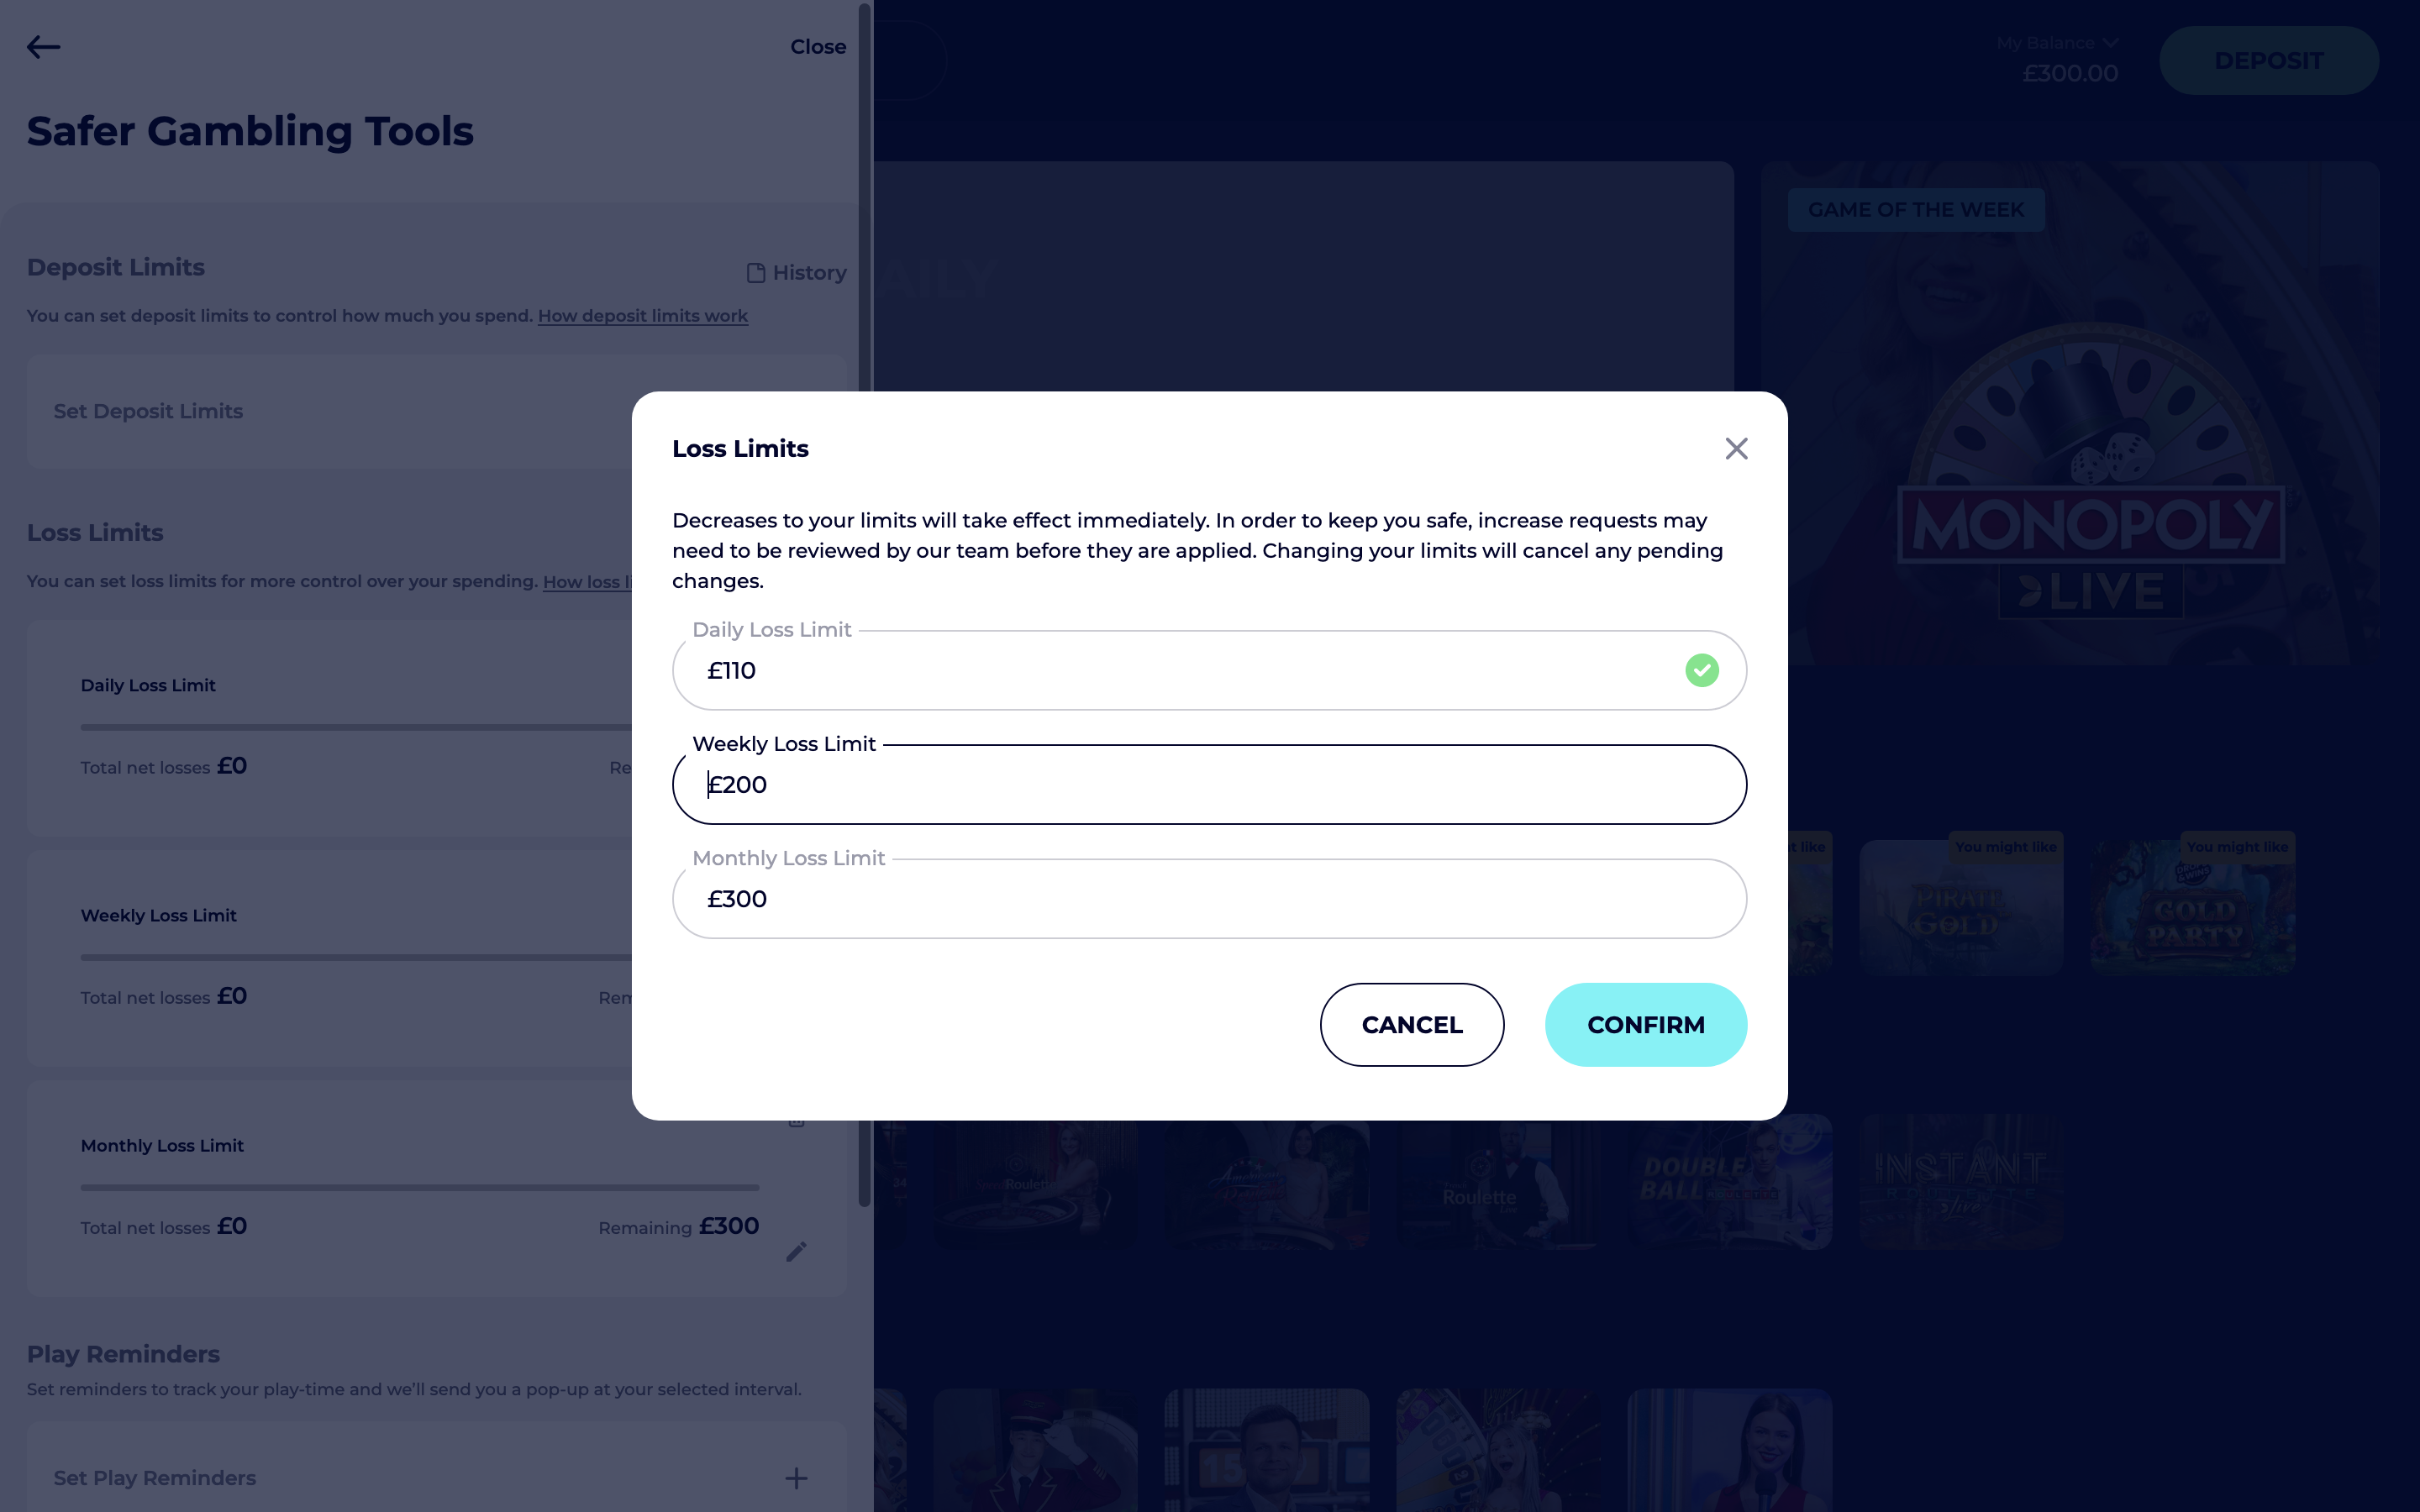 Close
Safer Gambling Tools
Deposit Limits
History
You can set deposit limits to control how much you spend. How deposit limits work
Set Deposit Limits
Loss Limits
You can set loss limits for more control over your spending. How loss
Daily Loss Limit
Total net losses £0
Weekly Loss Limit
Total net losses £0
Monthly Loss Limit
Total net losses £0
Remaining £300
Play Reminders
Set reminders to track your play-time and we'll send you a pop-up at your selected interval.
Set Play Reminders
My Balance
£300.00
DEPOSIT
AILY
GAME OF THE WEEK
MONOPOLY
LIVE
Loss Limits
Decreases to your limits will take effect immediately. In order to keep you safe, increase requests may
need to be reviewed by our team before they are applied. Changing your limits will cancel any pending
changes.
Daily Loss Limit
£110
Weekly Loss Limit
£200
Monthly Loss Limit
£300
CANCEL
CONFIRM
like
You might like
You might like
PIRATE
GOLD
GOLD
PARTY
24
Roulette
Roulette
Live
DOUBLE
BALL
INSTANT
live